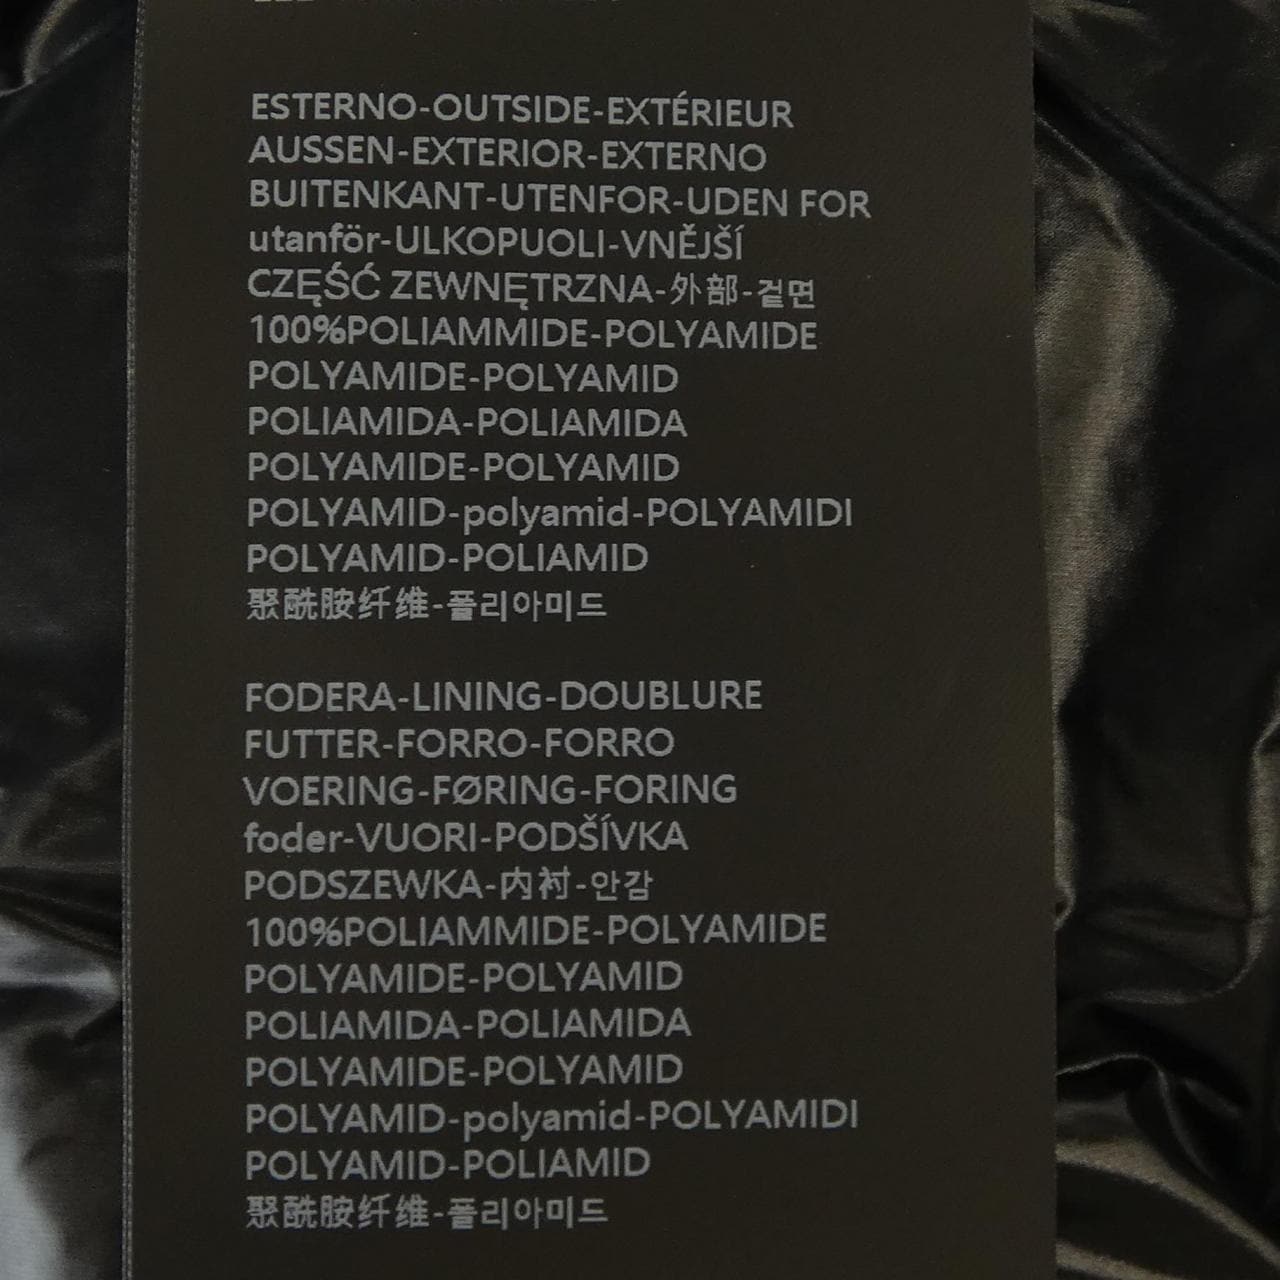 ESTERNO-OUTSIDE-EXTÉRIEUR
AUSSEN-EXTERIOR-EXTERNO
BUITENKANT-UTENFOR-UDEN FOR
utanför-ULKOPUOLI-VNĚJŠÍ
CZĘŚĆ ZEWNĘTRZNA-外部-겉면
100%POLIAMMIDE-POLYAMIDE
POLYAMIDE-POLYAMID
POLIAMIDA-POLIAMIDA
POLYAMIDE-POLYAMID
POLYAMID-polyamid-POLYAMIDI
POLYAMID-POLIAMID
聚酰胺纤维-폴리아미드
FODERA-LINING-DOUBLURE
FUTTER-FORRO-FORRO
VOERING-FØRING-FORING
foder-VUORI-PODŠÍVKA
PODSZEWKA-内衬-안감
100%POLIAMMIDE-POLYAMIDE
POLYAMIDE-POLYAMID
POLIAMIDA-POLIAMIDA
POLYAMIDE-POLYAMID
POLYAMID-polyamid-POLYAMIDI
POLYAMID-POLIAMID
聚酰胺纤维-폴리아미드